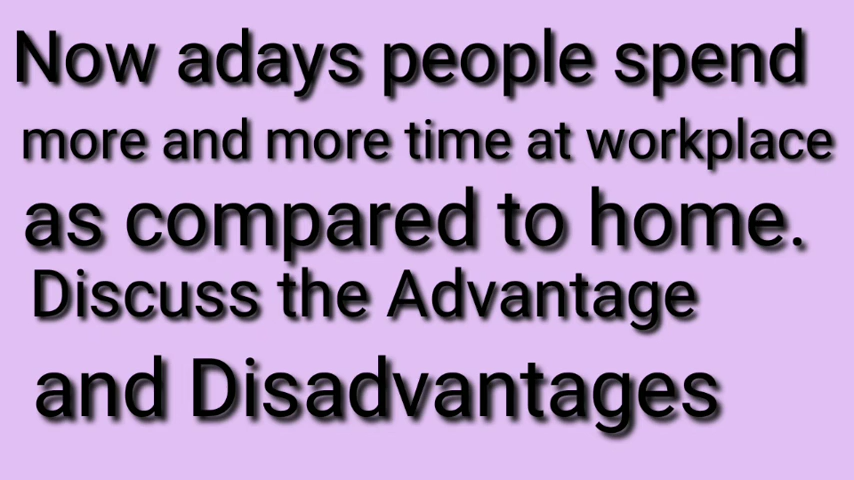 Now adays people spend
more and more time at workplace
as compared to home.
Discuss the Advantage
and Disadvantages